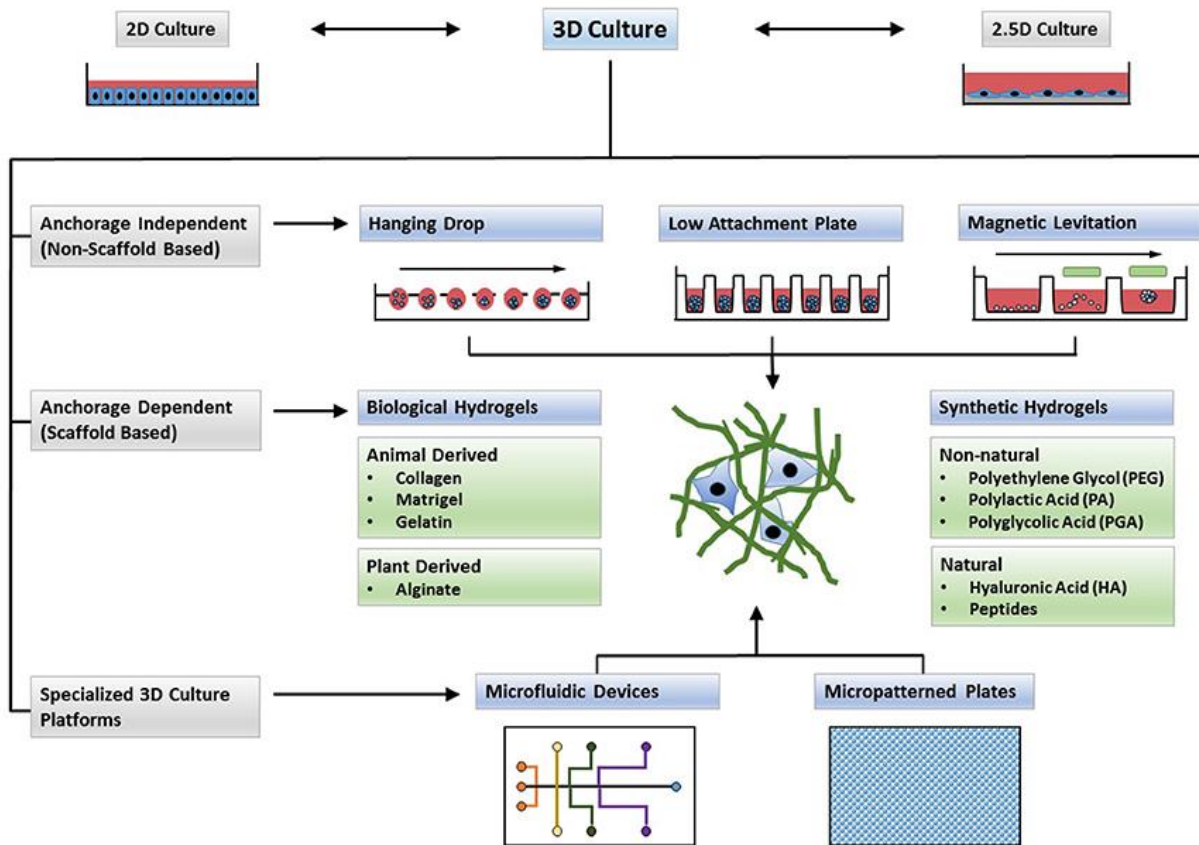 2D Culture
3D Culture
2.5D Culture
Anchorage Independent
(Non-Scaffold Based)
Hanging Drop
Low Attachment Plate
Magnetic Levitation
Anchorage Dependent
(Scaffold Based)
Biological Hydrogels
Animal Derived
• Collagen
• Matrigel
• Gelatin
Plant Derived
• Alginate
Synthetic Hydrogels
Non-natural
• Polyethylene Glycol (PEG)
• Polylactic Acid (PA)
• Polyglycolic Acid (PGA)
Natural
• Hyaluronic Acid (HA)
• Peptides
Specialized 3D Culture
Platforms
Microfluidic Devices
Micropatterned Plates